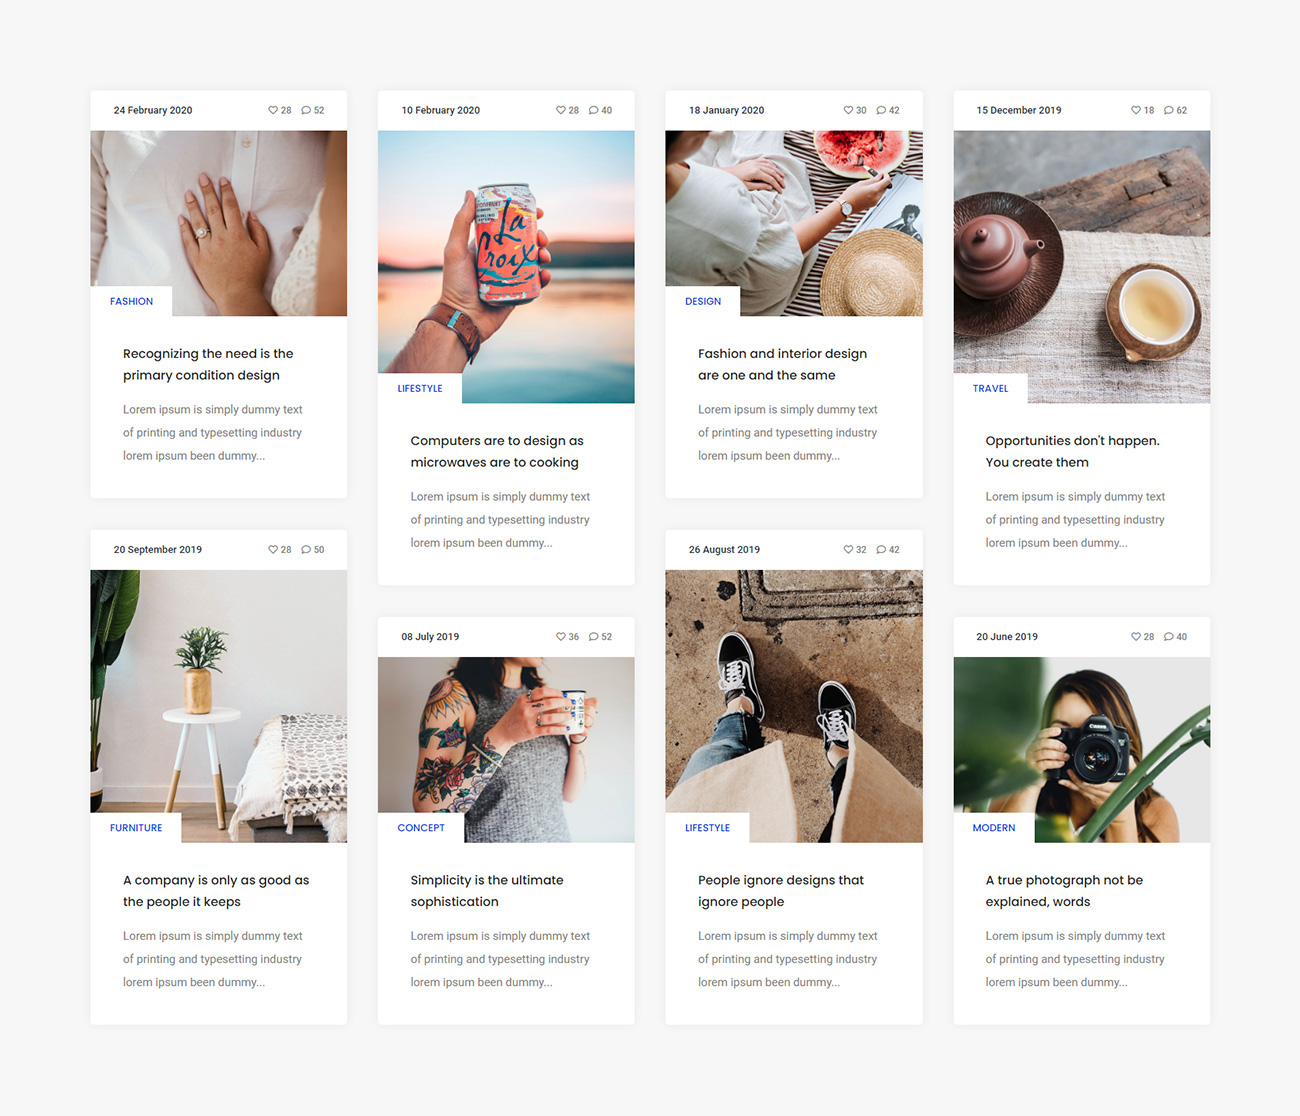 24 February 2020 28 52
FASHION
Recognizing the need is the
primary condition design
Lorem ipsum is simply dummy text
of printing and typesetting industry
lorem ipsum been dummy...
10 February 2020 28 40
La
Croix
LIFESTYLE
Computers are to design as
microwaves are to cooking
Lorem ipsum is simply dummy text
of printing and typesetting industry
lorem ipsum been dummy...
18 January 2020 30 42
DESIGN
Fashion and interior design
are one and the same
Lorem ipsum is simply dummy text
of printing and typesetting industry
lorem ipsum been dummy...
15 December 2019 18 62
TRAVEL
Opportunities don't happen.
You create them
Lorem ipsum is simply dummy text
of printing and typesetting industry
lorem ipsum been dummy...
20 September 2019 28 50
FURNITURE
A company is only as good as
the people it keeps
Lorem ipsum is simply dummy text
of printing and typesetting industry
lorem ipsum been dummy...
08 July 2019 36 52
CONCEPT
Simplicity is the ultimate
sophistication
Lorem ipsum is simply dummy text
of printing and typesetting industry
lorem ipsum been dummy...
26 August 2019 32 42
LIFESTYLE
People ignore designs that
ignore people
Lorem ipsum is simply dummy text
of printing and typesetting industry
lorem ipsum been dummy...
20 June 2019 28 40
Canon
MODERN
A true photograph not be
explained, words
Lorem ipsum is simply dummy text
of printing and typesetting industry
lorem ipsum been dummy...